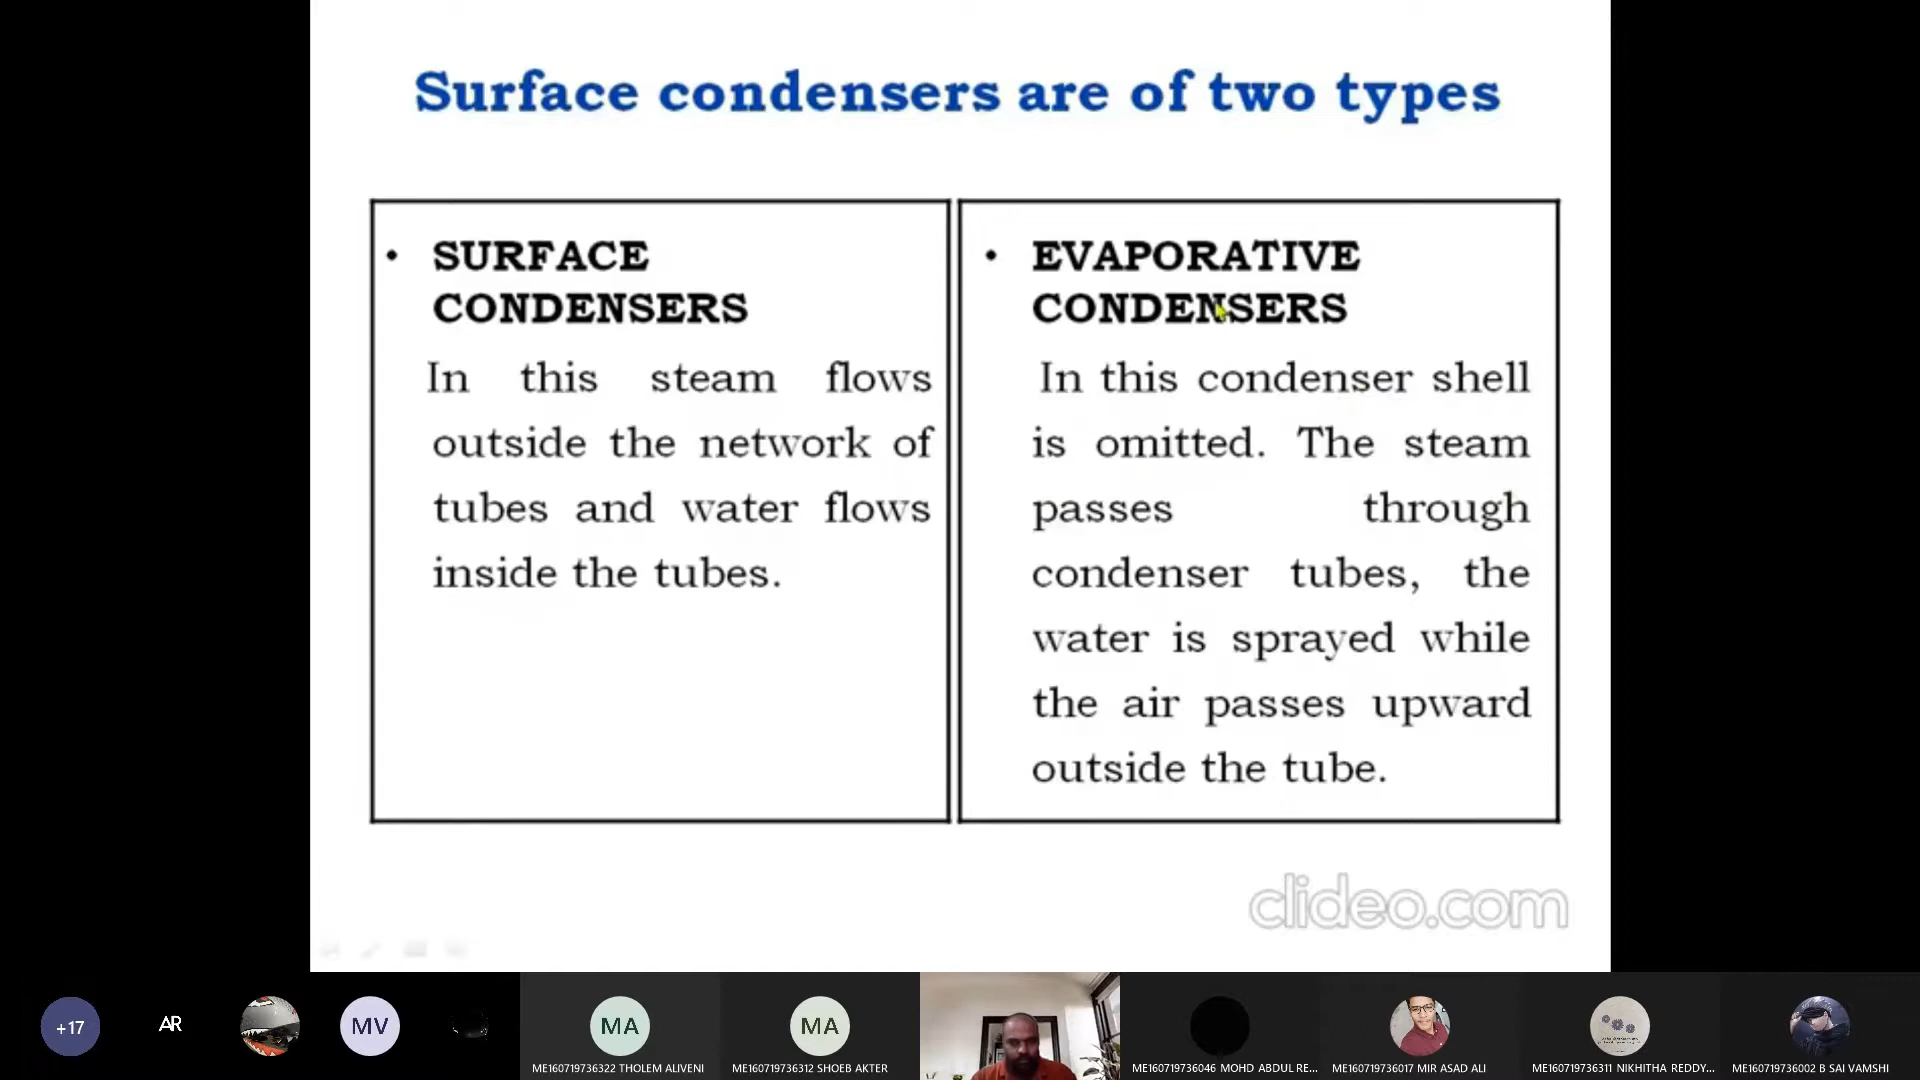 Surface condensers are of two types
• SURFACE
CONDENSERS
In this steam flows
outside the network of
tubes and water flows
inside the tubes.
• EVAPORATIVE
CONDENSERS
In this condenser shell
is omitted. The steam
passes through
condenser tubes, the
water is sprayed while
the air passes upward
outside the tube.
clideo.com
+17
AR
MV
MA
MA
ME160719736322 THOLEM ALIVENI
ME160719736312 SHOEB AKTER
ME160719736046 MOHD ABDUL RE...
ME160719736017 MIR ASAD ALI
ME160719736311 NIKHITHA REDDY...
ME160719736002 B SAI VAMSHI